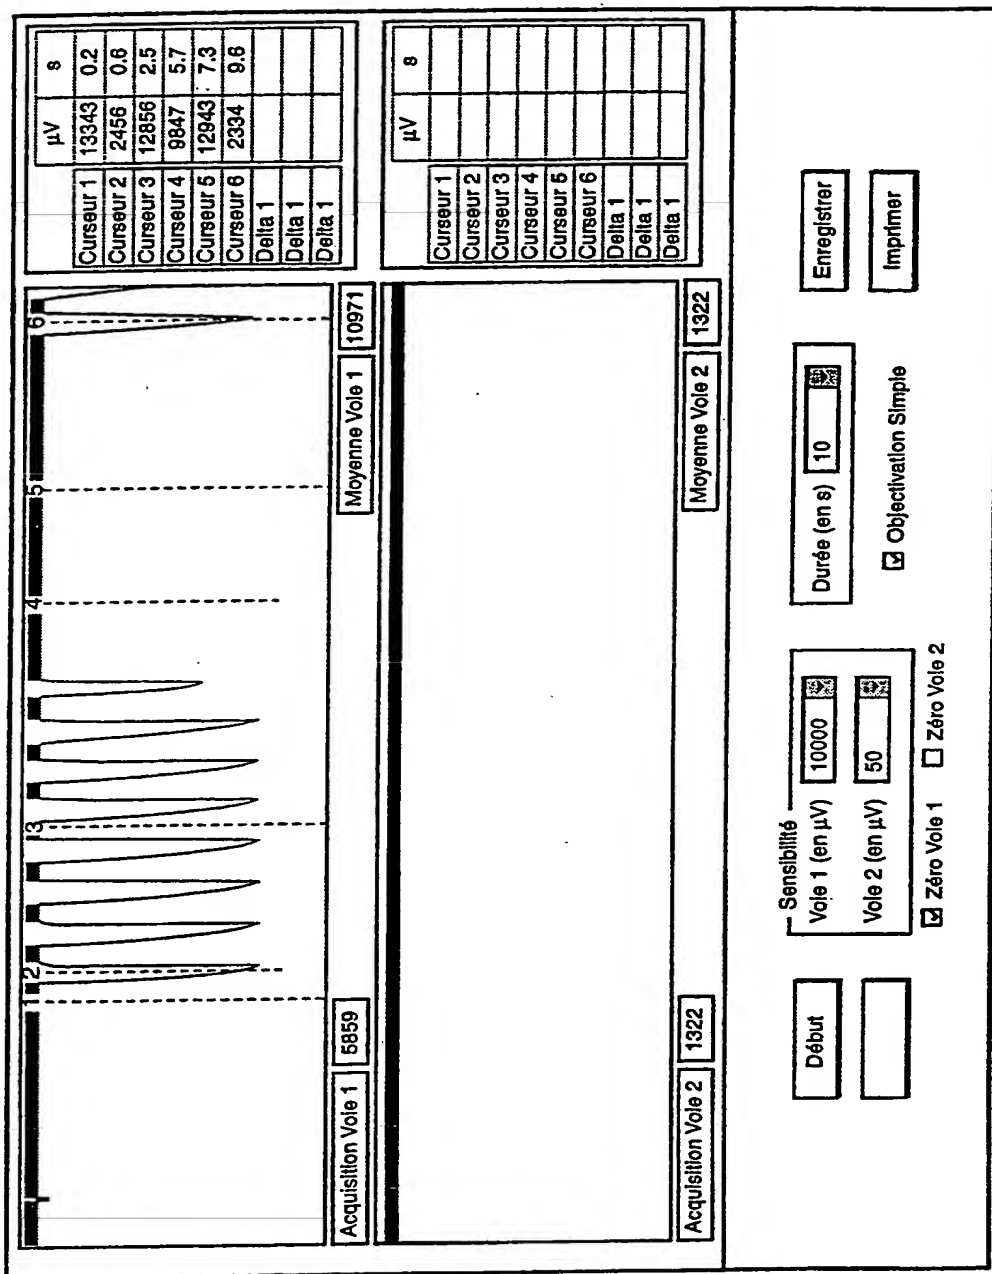 1 2 3 4 5 6
µV s
Curseur 1 13343 0.2
Curseur 2 2456 0.6
Curseur 3 12856 2.5
Curseur 4 9847 5.7
Curseur 5 12943 7.3
Curseur 6 2334 9.6
Delta 1
Delta 1
Delta 1
Acquisition Voie 1 5859 Moyenne Voie 1 10971
µV s
Curseur 1
Curseur 2
Curseur 3
Curseur 4
Curseur 5
Curseur 6
Delta 1
Delta 1
Delta 1
Acquisition Voie 2 1322 Moyenne Voie 2 1322
Début
Sensibilité
Voie 1 (en µV) 10000
Voie 2 (en µV) 50
Zéro Voie 1 Zéro Voie 2
Durée (en s) 10
Objectivation Simple
Enregistrer
Imprimer